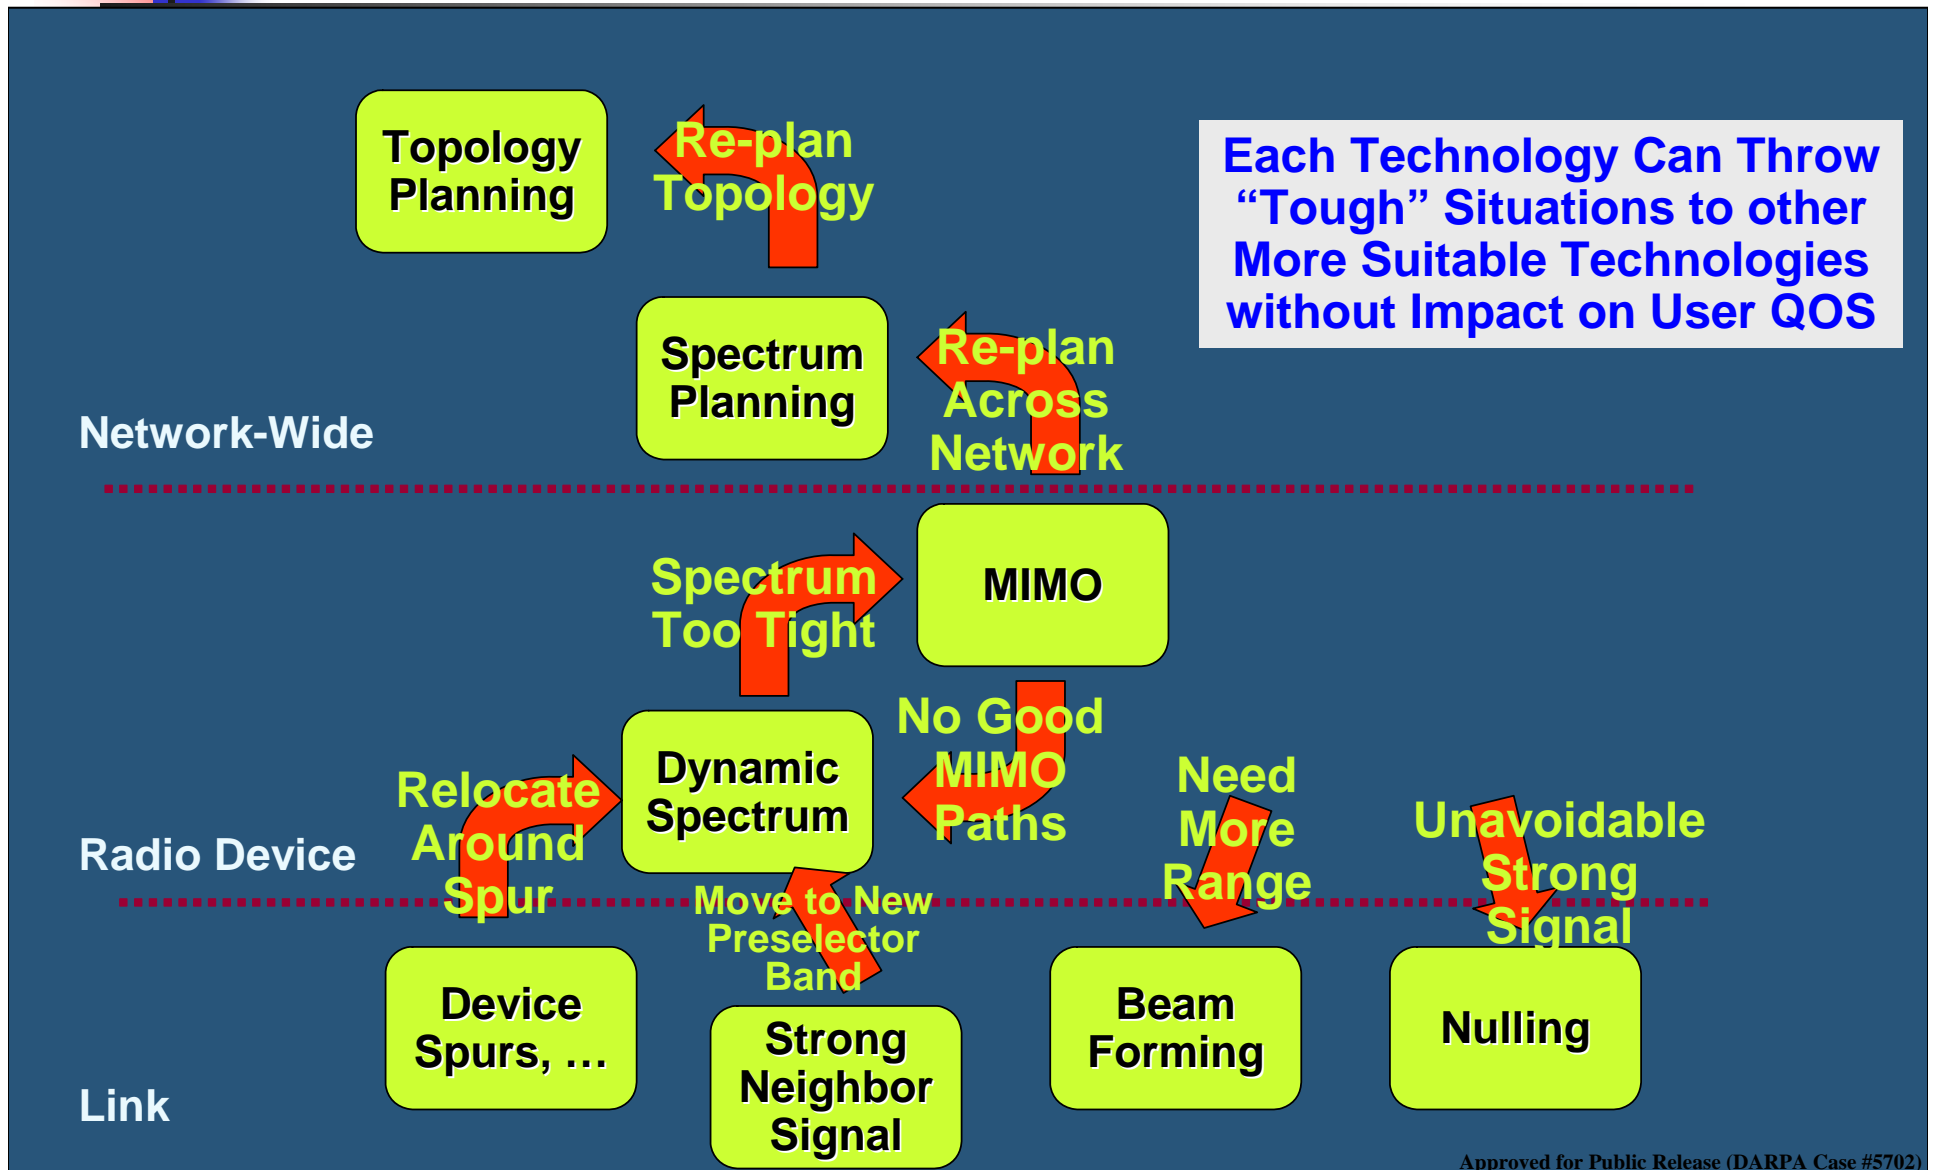 Topology
Planning
Re-plan
Topology
Each Technology Can Throw
“Tough” Situations to other
More Suitable Technologies
without Impact on User QOS
Spectrum
Planning
Re-plan
Across
Network
Network-Wide
Spectrum
Too Tight
MIMO
No Good
MIMO
Paths
Dynamic
Spectrum
Relocate
Around
Spur
Need
More
Range
Unavoidable
Strong
Signal
Radio Device
Move to New
Preselector
Band
Device
Spurs, …
Strong
Neighbor
Signal
Beam
Forming
Nulling
Link
Approved for Public Release (DARPA Case #5702)